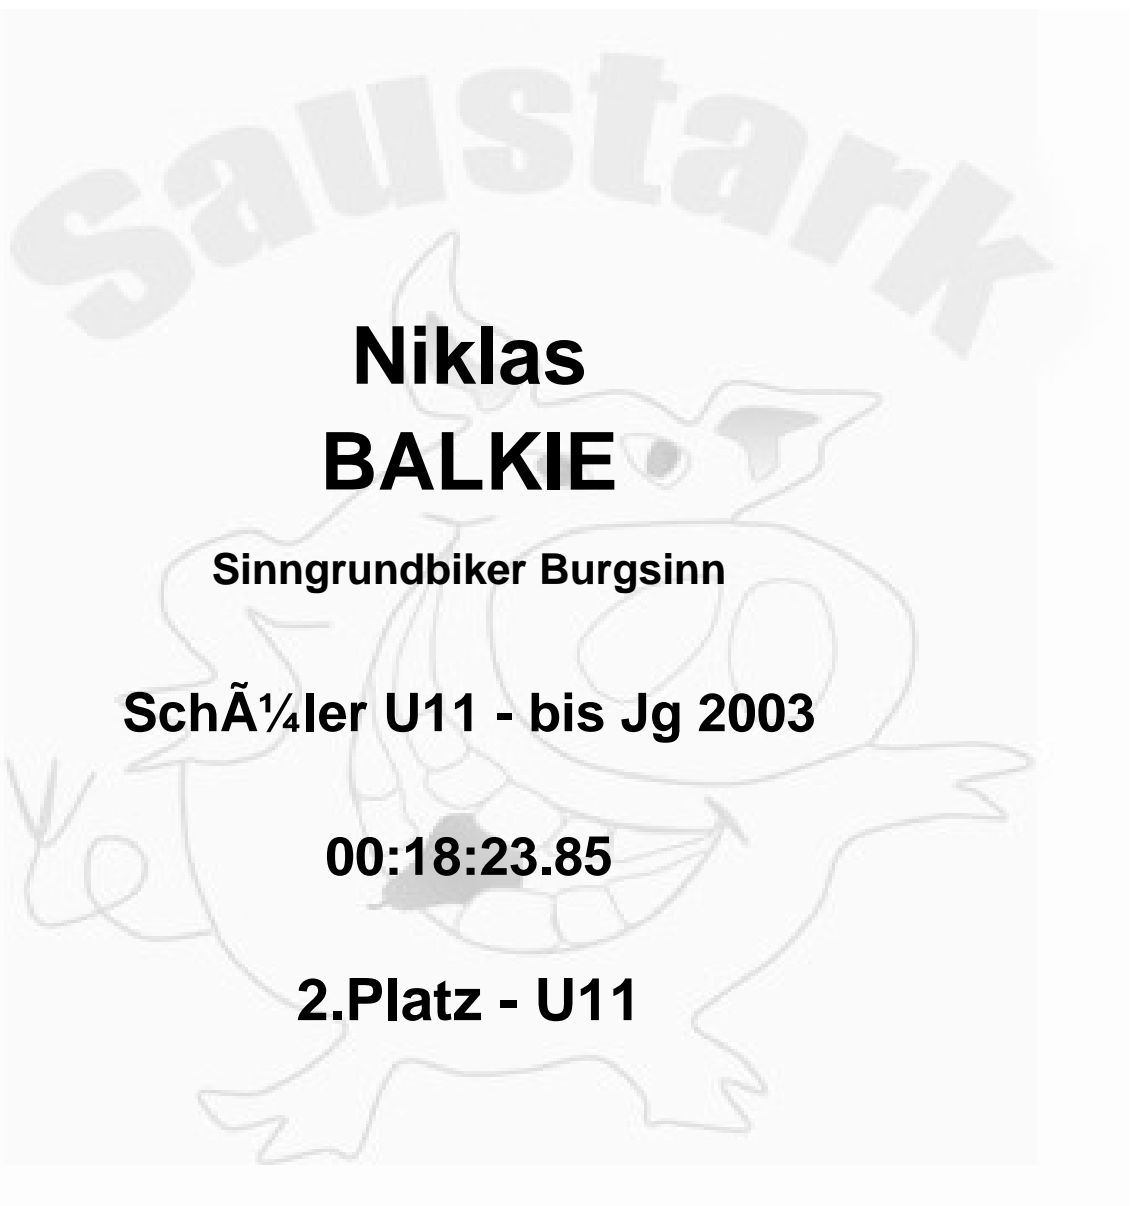 Saustark
Niklas
BALKIE
Sinngrundbiker Burgsinn
SchÃ¼ler U11 - bis Jg 2003
00:18:23.85
2.Platz - U11